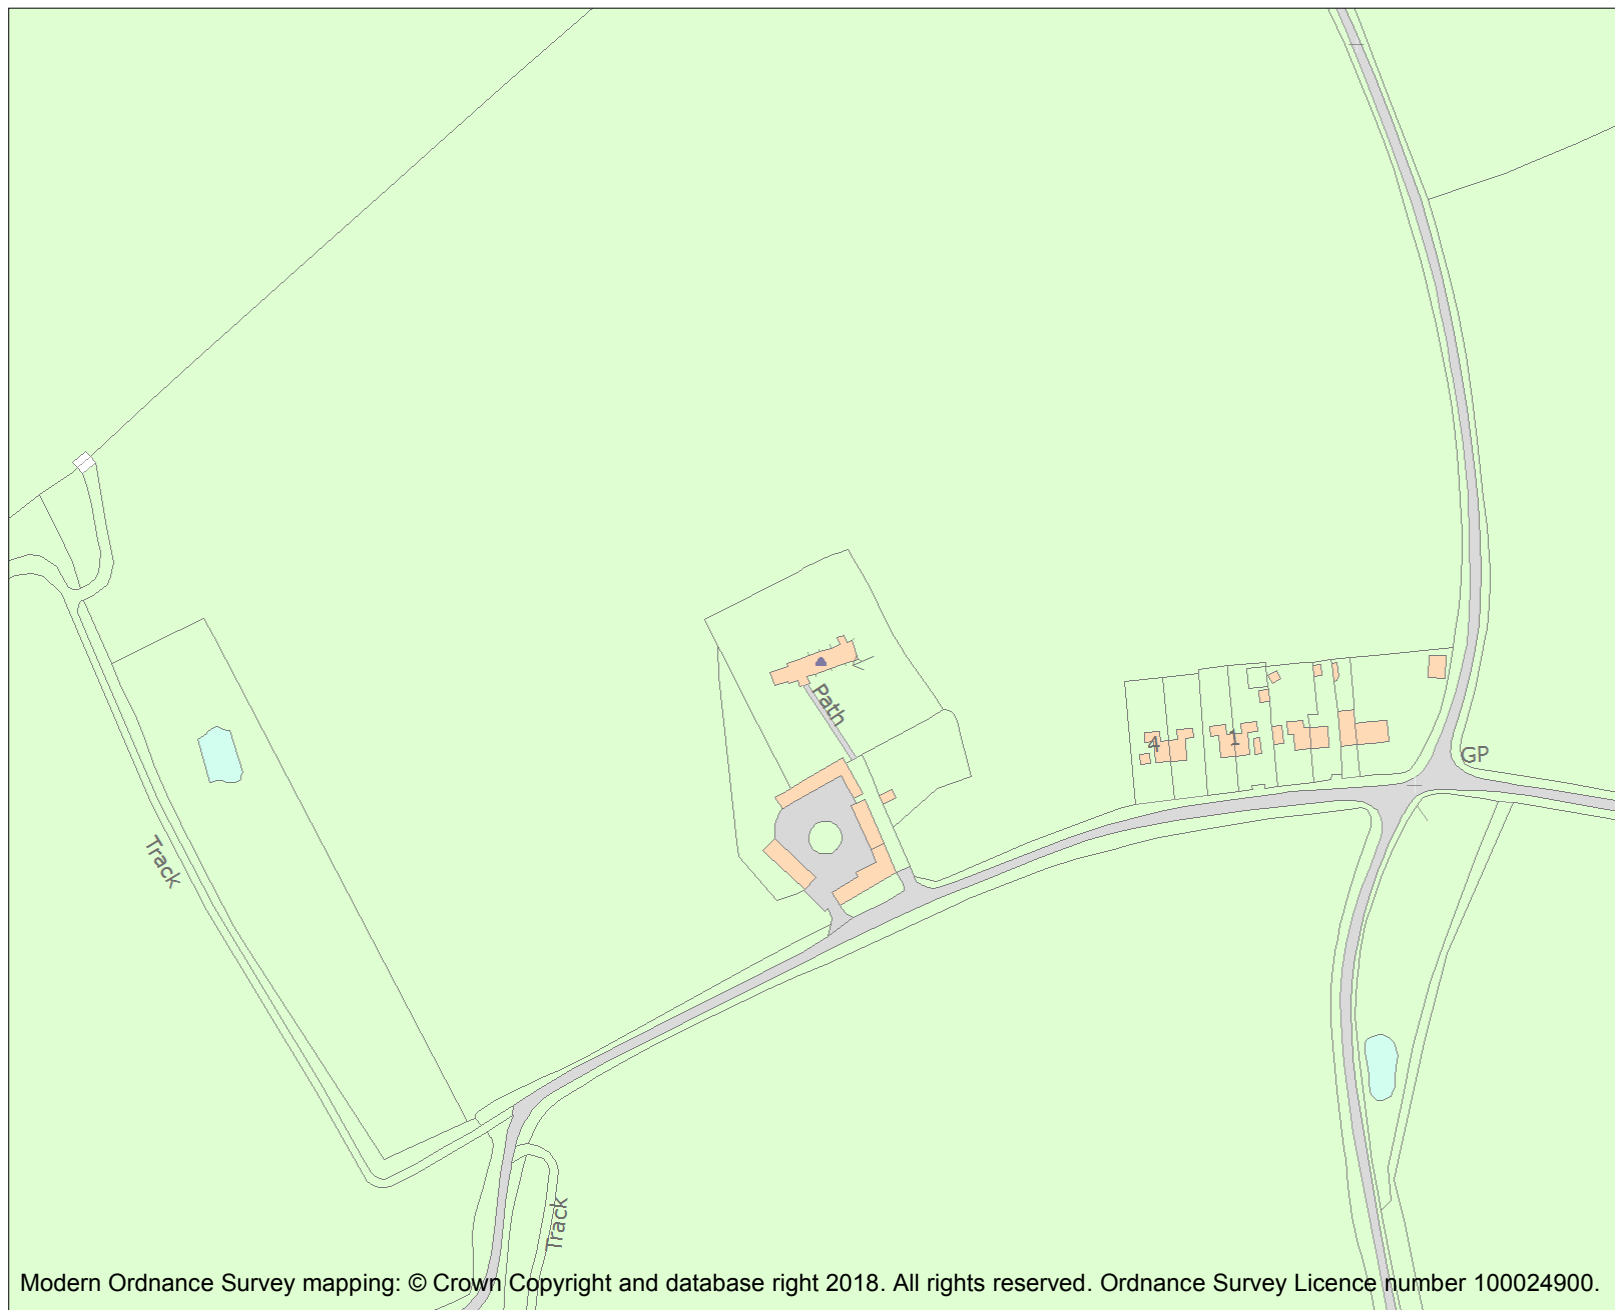 Path
4
1
GP
Track
Track
Modern Ordnance Survey mapping: © Crown Copyright and database right 2018. All rights reserved. Ordnance Survey Licence number 100024900.